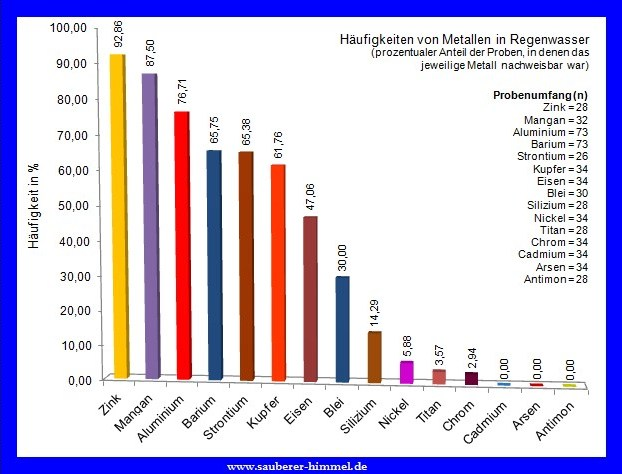 Häufigkeiten von Metallen in Regenwasser
(prozentualer Anteil der Proben, in denen das
jeweilige Metall nachweisbar war)
Probenumfang (n)
Zink = 28
Mangan = 32
Aluminium = 73
Barium = 73
Strontium = 26
Kupfer = 34
Eisen = 34
Blei = 30
Silizium = 28
Nickel = 34
Titan = 28
Chrom = 34
Cadmium = 34
Arsen = 34
Antimon = 28
Häufigkeit in %
100,00
90,00
80,00
70,00
60,00
50,00
40,00
30,00
20,00
10,00
0,00
92,86
87,50
76,71
65,75
65,38
61,76
47,06
30,00
14,29
5,88
3,57
2,94
0,00
0,00
0,00
Zink
Mangan
Aluminium
Barium
Strontium
Kupfer
Eisen
Blei
Silizium
Nickel
Titan
Chrom
Cadmium
Arsen
Antimon
www.sauberer-himmel.de